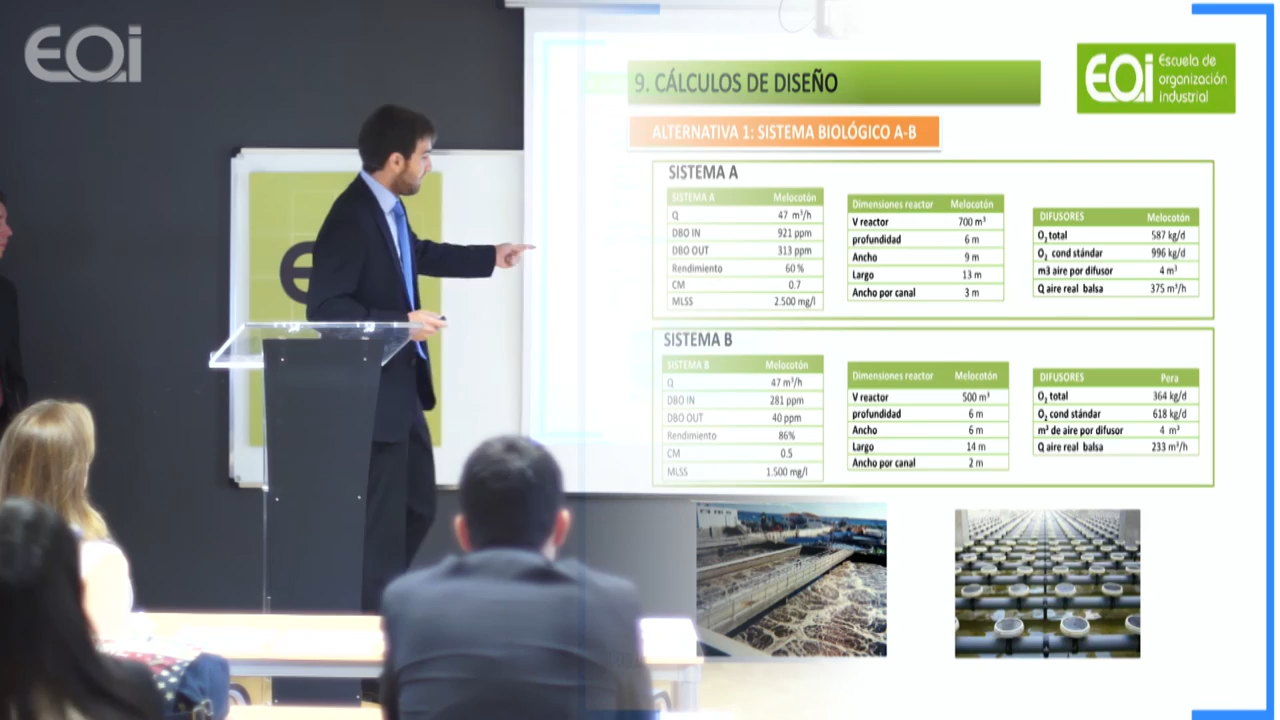 EOi
9. CÁLCULOS DE DISEÑO
EOi Escuela de
organización
industrial
ALTERNATIVA 1: SISTEMA BIOLÓGICO A-B
SISTEMA A
SISTEMA A Melocotón
Q 47 m³/h
DBO IN 921 ppm
DBO OUT 313 ppm
Rendimiento 60 %
CM 0.7
MLSS 2.500 mg/l
Dimensiones reactor Melocotón
V reactor 700 m³
profundidad 6 m
Ancho 9 m
Largo 13 m
Ancho por canal 3 m
DIFUSORES Melocotón
O₂ total 587 kg/d
O₂ cond stándar 996 kg/d
m3 aire por difusor 4 m³
Q aire real balsa 375 m³/h
SISTEMA B
SISTEMA B Melocotón
Q 47 m³/h
DBO IN 281 ppm
DBO OUT 40 ppm
Rendimiento 86%
CM 0.5
MLSS 1.500 mg/l
Dimensiones reactor Melocotón
V reactor 500 m³
profundidad 6 m
Ancho 6 m
Largo 14 m
Ancho por canal 2 m
DIFUSORES Pera
O₂ total 364 kg/d
O₂ cond stándar 618 kg/d
m³ de aire por difusor 4 m³
Q aire real balsa 233 m³/h